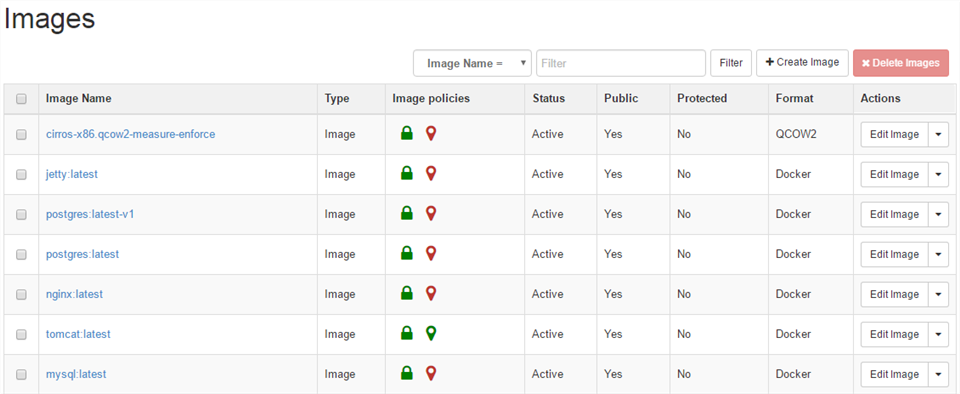 Images
Image Name = Filter Filter Create Image Delete Images
Image Name Type Image policies Status Public Protected Format Actions
cirros-x86.qcow2-measure-enforce Image Active Yes No QCOW2 Edit Image
jetty:latest Image Active Yes No Docker Edit Image
postgres:latest-v1 Image Active Yes No Docker Edit Image
postgres:latest Image Active Yes No Docker Edit Image
nginx:latest Image Active Yes No Docker Edit Image
tomcat:latest Image Active Yes No Docker Edit Image
mysql:latest Image Active Yes No Docker Edit Image